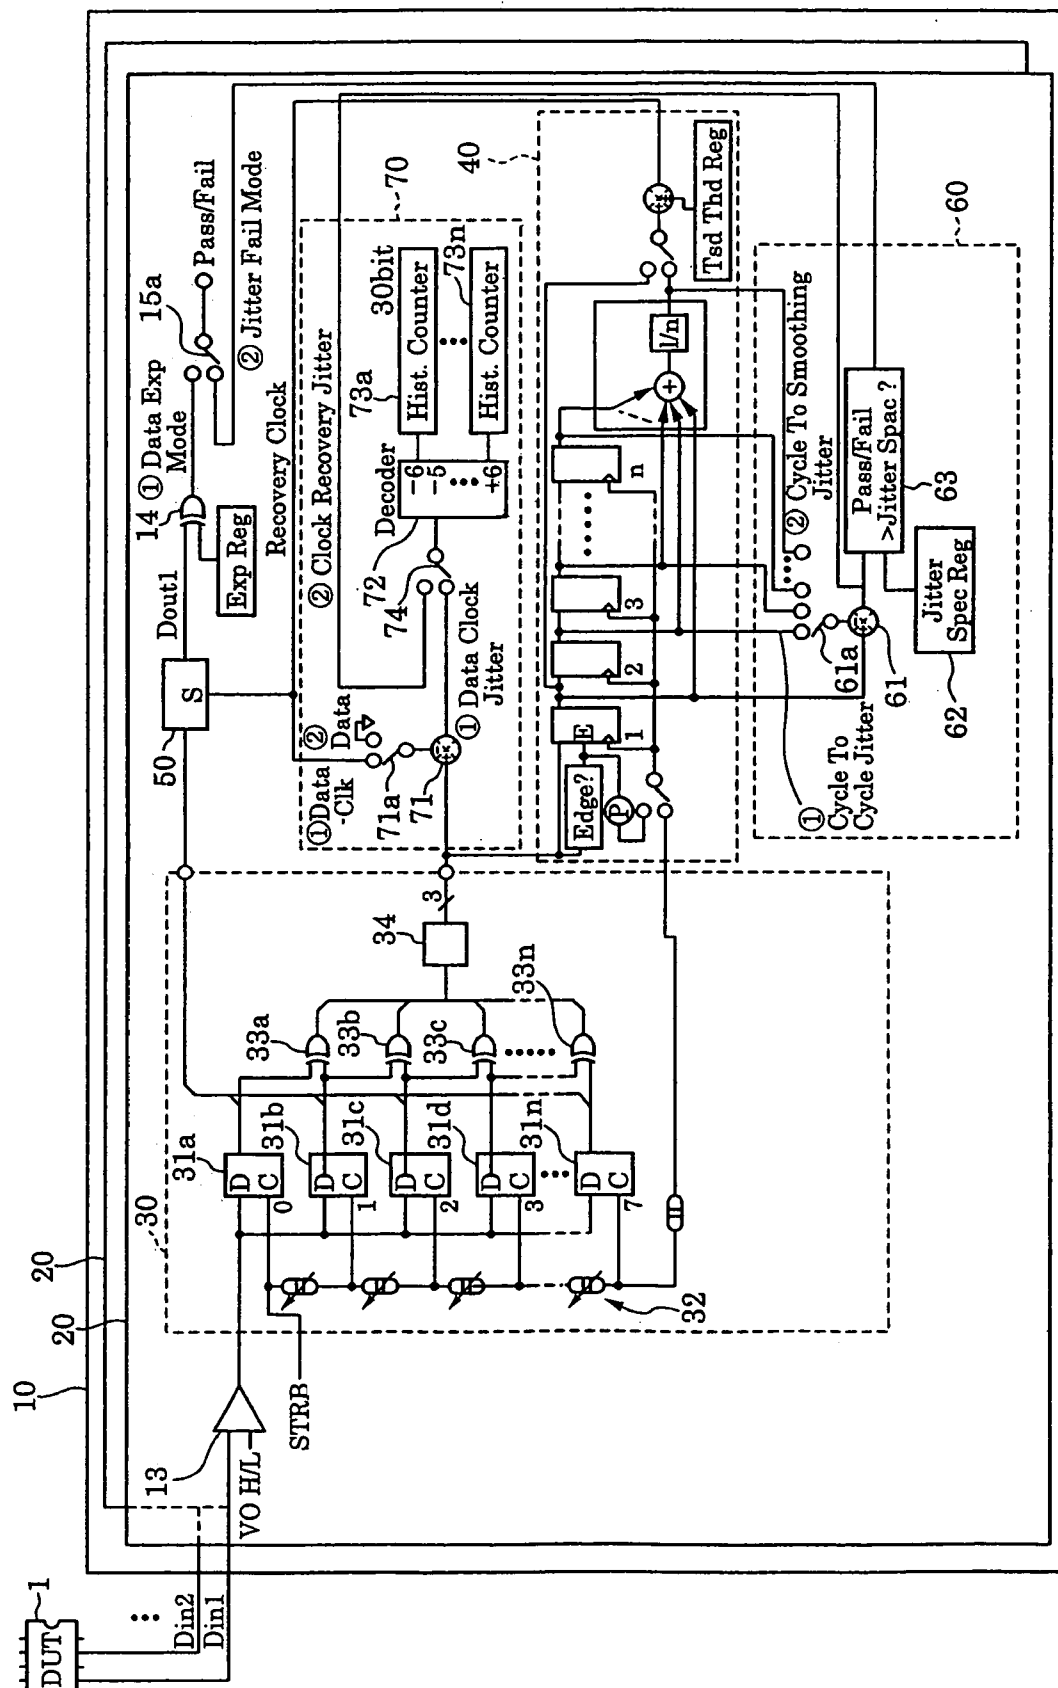 1
DUT
Din2
Din1
10
20
20
13
VO H/L
STRB
30
31a
D
C
0
31b
D
C
1
31c
D
C
2
31d
D
C
3
31n
D
C
7
32
33a
33b
33c
33n
34
3
50
S
Dout1
14
① Data Exp
Mode
Exp Reg
15a
Pass/Fail
② Jitter Fail Mode
Recovery Clock
70
① Data
-Clk
② Data
71a
71
① Data Clock
Jitter
② Clock Recovery Jitter
74
72
Decoder
−6
−5
+6
73a
30bit
Hist. Counter
73n
Hist. Counter
40
Edge?
P
E
1
2
3
n
+
1/n
Tsd Thd Reg
60
① Cycle To
Cycle Jitter
② Cycle To Smoothing
Jitter
61a
61
62
Jitter
Spec Reg
63
Pass/Fail
>Jitter Spac ?